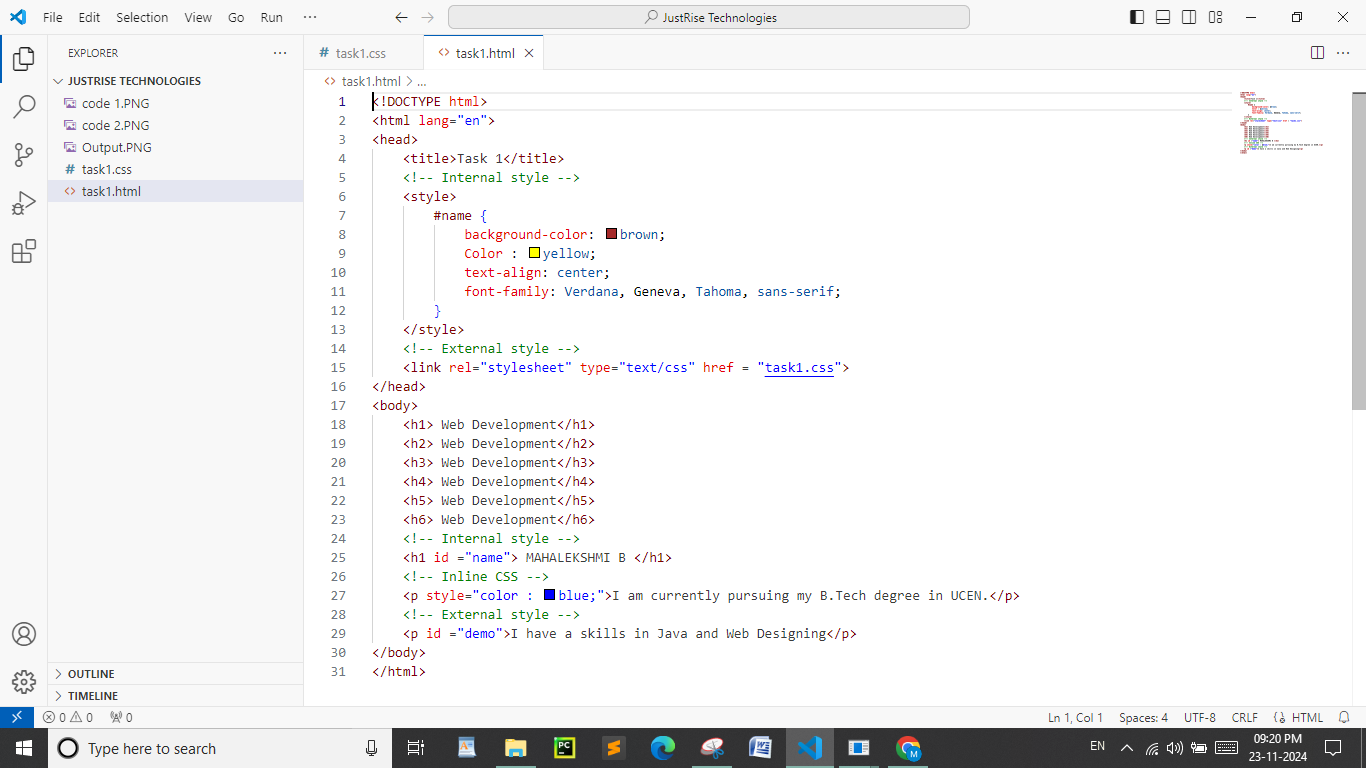 File Edit Selection View Go Run ···
JustRise Technologies
EXPLORER
JUSTRISE TECHNOLOGIES
code 1.PNG
code 2.PNG
Output.PNG
task1.css
task1.html
OUTLINE
TIMELINE
# task1.css
<> task1.html
<> task1.html > ...
1 <!DOCTYPE html>
2 <html lang="en">
3 <head>
4     <title>Task 1</title>
5     <!-- Internal style -->
6     <style>
7         #name {
8             background-color: brown;
9             Color : yellow;
10             text-align: center;
11             font-family: Verdana, Geneva, Tahoma, sans-serif;
12         }
13     </style>
14     <!-- External style -->
15     <link rel="stylesheet" type="text/css" href = "task1.css">
16 </head>
17 <body>
18     <h1> Web Development</h1>
19     <h2> Web Development</h2>
20     <h3> Web Development</h3>
21     <h4> Web Development</h4>
22     <h5> Web Development</h5>
23     <h6> Web Development</h6>
24     <!-- Internal style -->
25     <h1 id ="name"> MAHALEKSHMI B </h1>
26     <!-- Inline CSS -->
27     <p style="color : blue;">I am currently pursuing my B.Tech degree in UCEN.</p>
28     <!-- External style -->
29     <p id ="demo">I have a skills in Java and Web Designing</p>
30 </body>
31 </html>
0 0 0
Ln 1, Col 1 Spaces: 4 UTF-8 CRLF HTML
Type here to search
EN
09:20 PM
23-11-2024